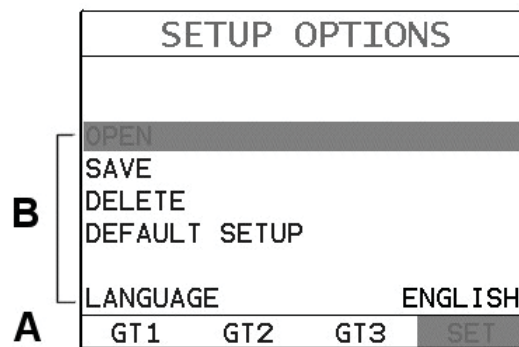 SETUP OPTIONS
OPEN
SAVE
DELETE
DEFAULT SETUP
B
LANGUAGE ENGLISH
A
GT1 GT2 GT3 SET